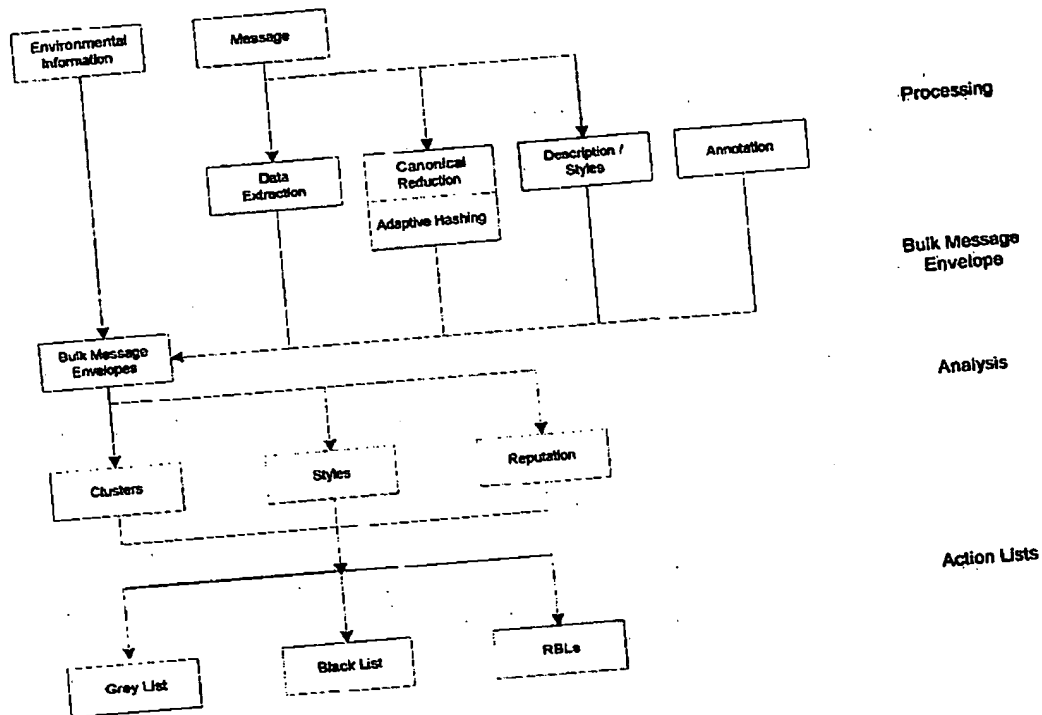 Environmental
Information
Message
Processing
Data
Extraction
Canonical
Reduction
Adaptive Hashing
Description /
Styles
Annotation
Bulk Message
Envelope
Bulk Message
Envelopes
Analysis
Clusters
Styles
Reputation
Action Lists
Grey List
Black List
RBLs